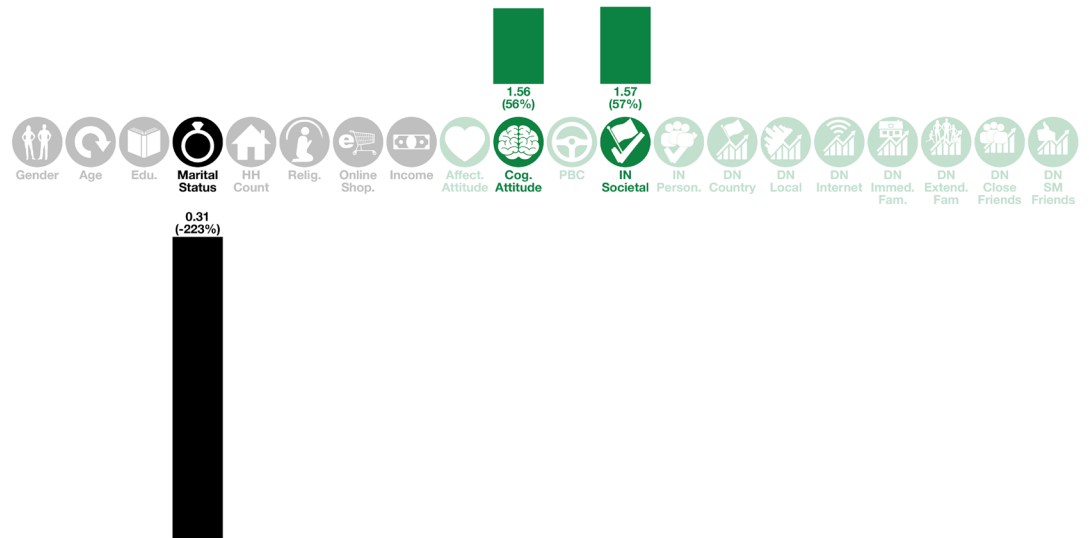 1.56
(56%)
1.57
(57%)
e
Gender
Age
Edu.
Marital
Status
HH
Count
Relig.
Online
Shop.
Income
Affect.
Attitude
Cog.
Attitude
PBC
IN
Societal
IN
Person.
DN
Country
DN
Local
DN
Internet
DN
Immed.
Fam.
DN
Extend.
Fam
DN
Close
Friends
DN
SM
Friends
0.31
(-223%)